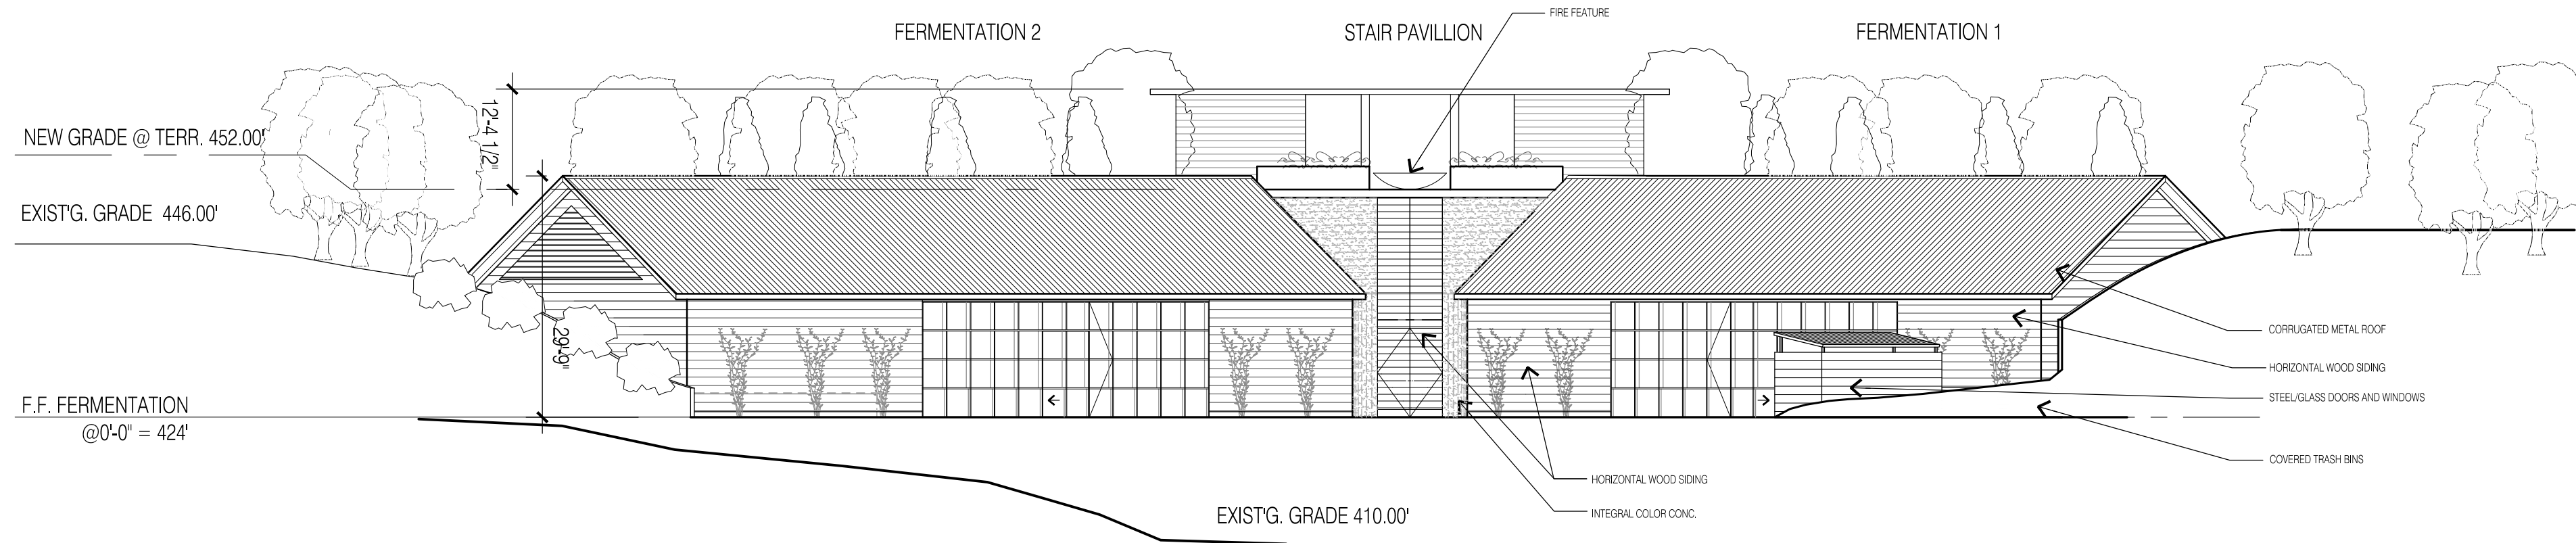 FIRE FEATURE
FERMENTATION 2
STAIR PAVILLION
FERMENTATION 1
12'-4 1/2"
NEW GRADE @ TERR. 452.00'
EXIST'G. GRADE 446.00'
29'-9"
CORRUGATED METAL ROOF
HORIZONTAL WOOD SIDING
STEEL/GLASS DOORS AND WINDOWS
F.F. FERMENTATION
@0'-0" = 424'
COVERED TRASH BINS
HORIZONTAL WOOD SIDING
INTEGRAL COLOR CONC.
EXIST'G. GRADE 410.00'